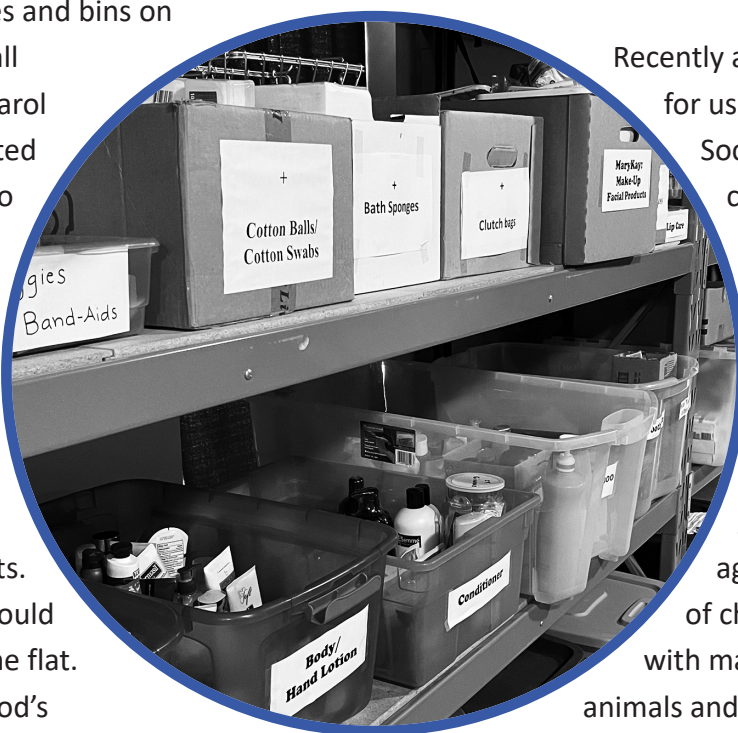 es and bins on
all
arol
ted
o
ts.
ould
e flat.
od's
+
Cotton Balls/
Cotton Swabs
+
Bath Sponges
+
Clutch bags
MaryKay:
Make-Up
Facial Products
Lip Care
ggies
Band-Aids
Conditioner
Body/
Hand Lotion
Recently a
for us
Soc
c
ag
of ch
with ma
animals and